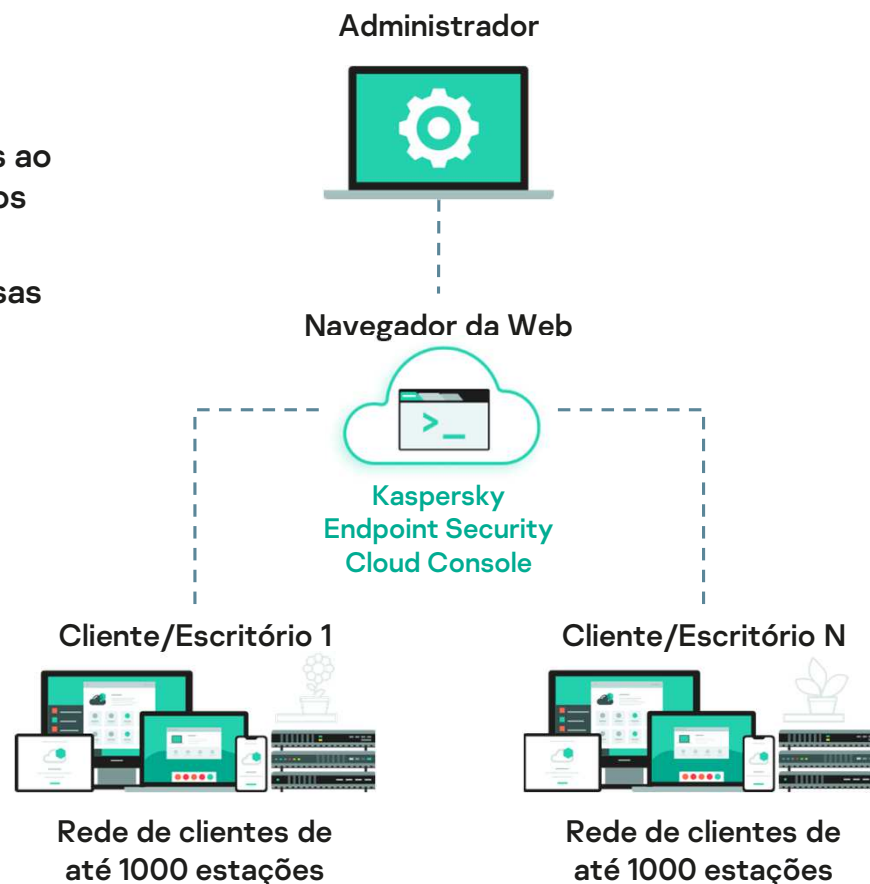 Administrador
s ao
os
sas
Navegador da Web
>_
Kaspersky
Endpoint Security
Cloud Console
Cliente/Escritório 1
Cliente/Escritório N
Rede de clientes de
até 1000 estações
Rede de clientes de
até 1000 estações